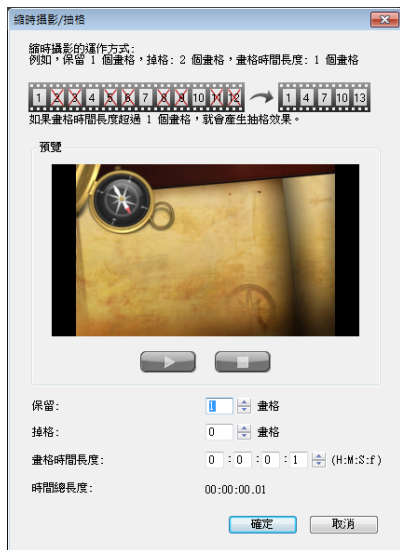 縮時攝影/抽格
縮時攝影的運作方式:
例如，保留 1 個畫格，掉格: 2 個畫格，畫格時間長度: 1 個畫格
1 2 3 4 5 6 7 8 9 10 11 12 1 4 7 10 13
如果畫格時間長度超過 1 個畫格，就會產生抽格效果。
預覽
保留: 1 畫格
掉格: 0 畫格
畫格時間長度: 0 : 0 : 0 : 1 (H:M:S:f)
時間總長度: 00:00:00.01
確定 取消